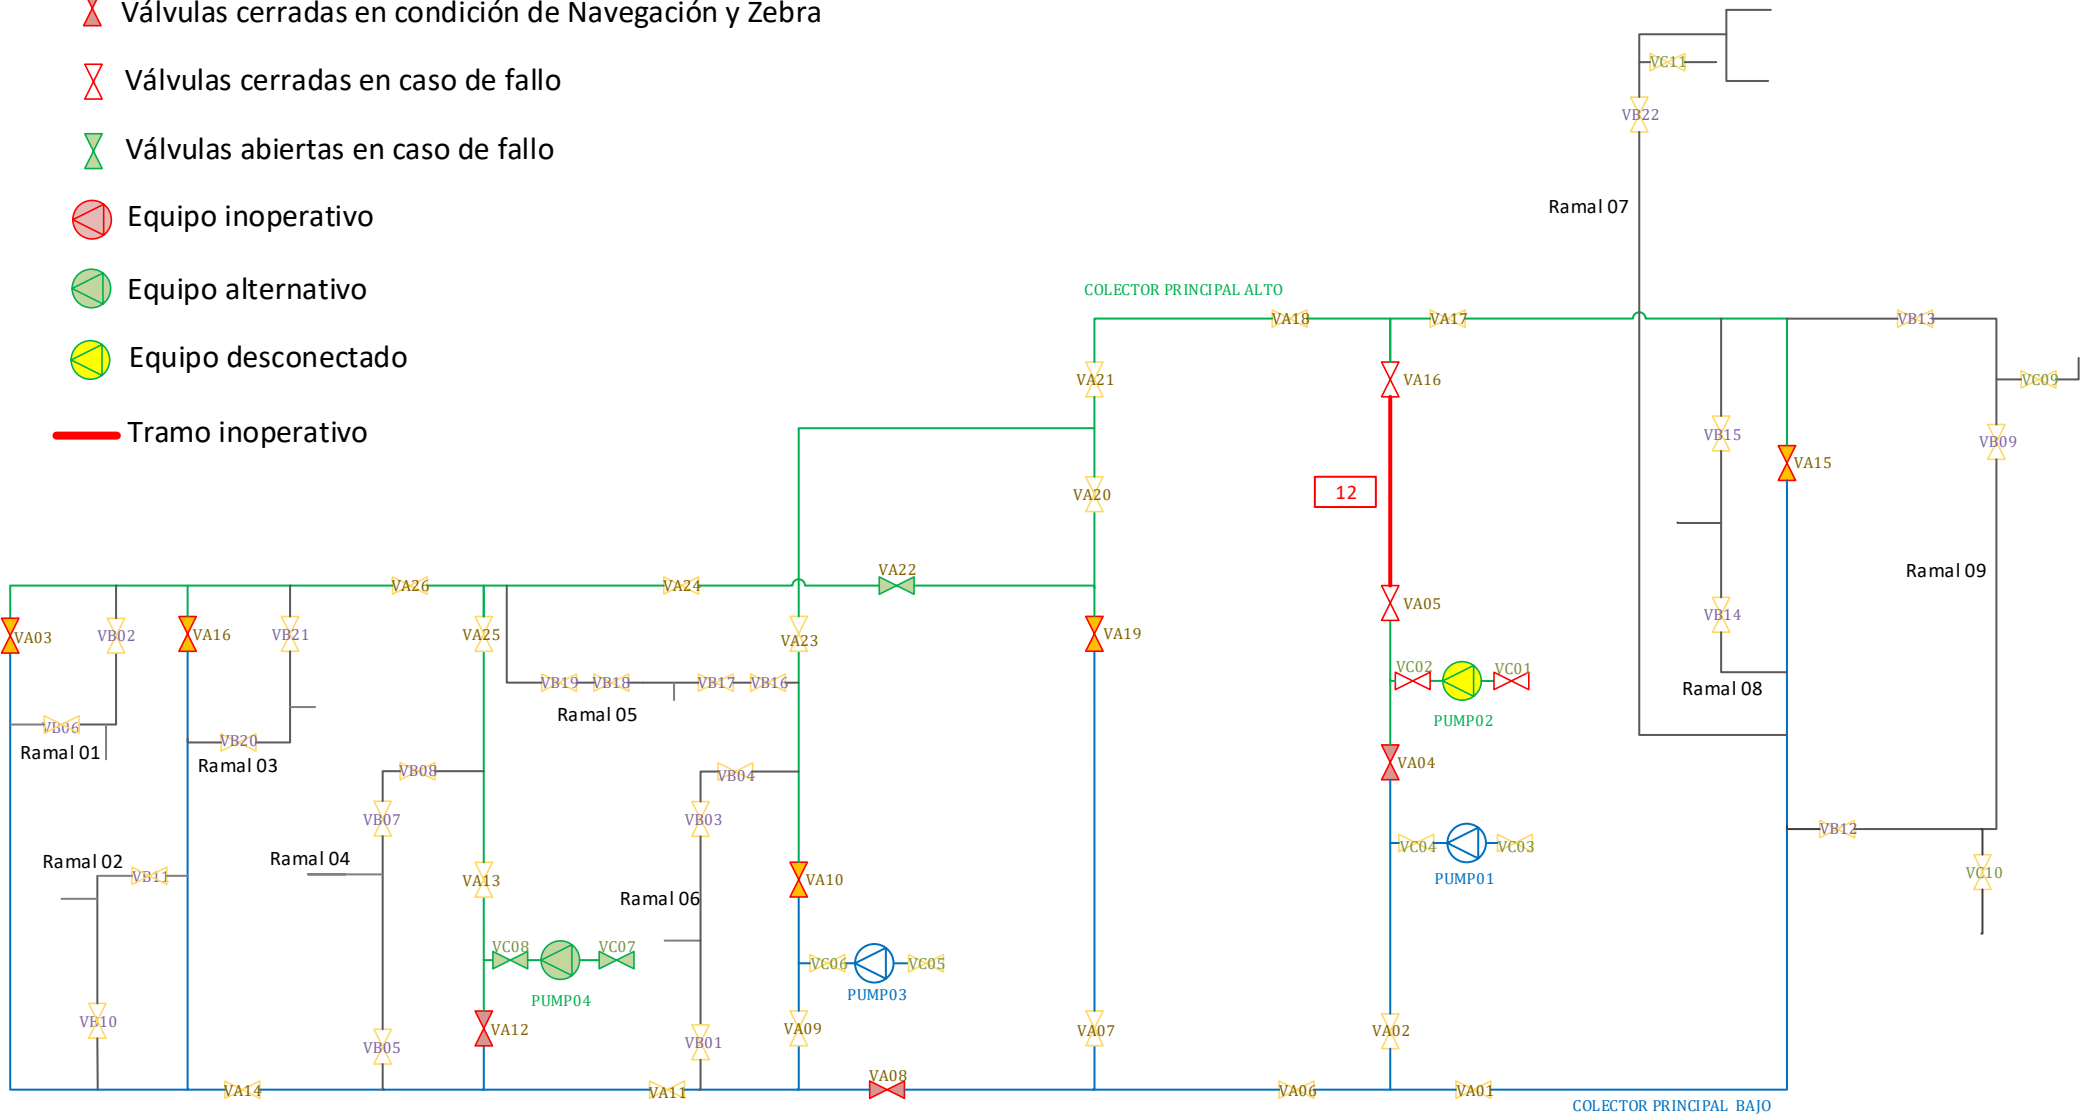 Válvulas cerradas en condición de Navegación y Zebra
Válvulas cerradas en caso de fallo
Válvulas abiertas en caso de fallo
Equipo inoperativo
Equipo alternativo
Equipo desconectado
Tramo inoperativo
VC11
VB22
Ramal 07
COLECTOR PRINCIPAL ALTO
VA18
VA17
VB13
VA21
VA16
VC09
VB15
VB09
VA15
VA20
12
VA22
VA26
VA24
Ramal 09
VA05
VB14
VA03
VB02
VA16
VB21
VA25
VA23
VA19
VC02
VC01
VB19
VB18
VB17
VB16
Ramal 08
Ramal 05
PUMP02
VB06
Ramal 01
VB20
Ramal 03
VB08
VB04
VA04
VB07
VB03
VB12
Ramal 02
Ramal 04
VC04
VC03
VB11
VA13
VA10
PUMP01
VC10
Ramal 06
VC08
VC07
VC06
VC05
PUMP04
PUMP03
VB10
VA12
VA09
VA07
VA02
VB05
VB01
VA08
VA14
VA11
VA06
VA01
COLECTOR PRINCIPAL BAJO